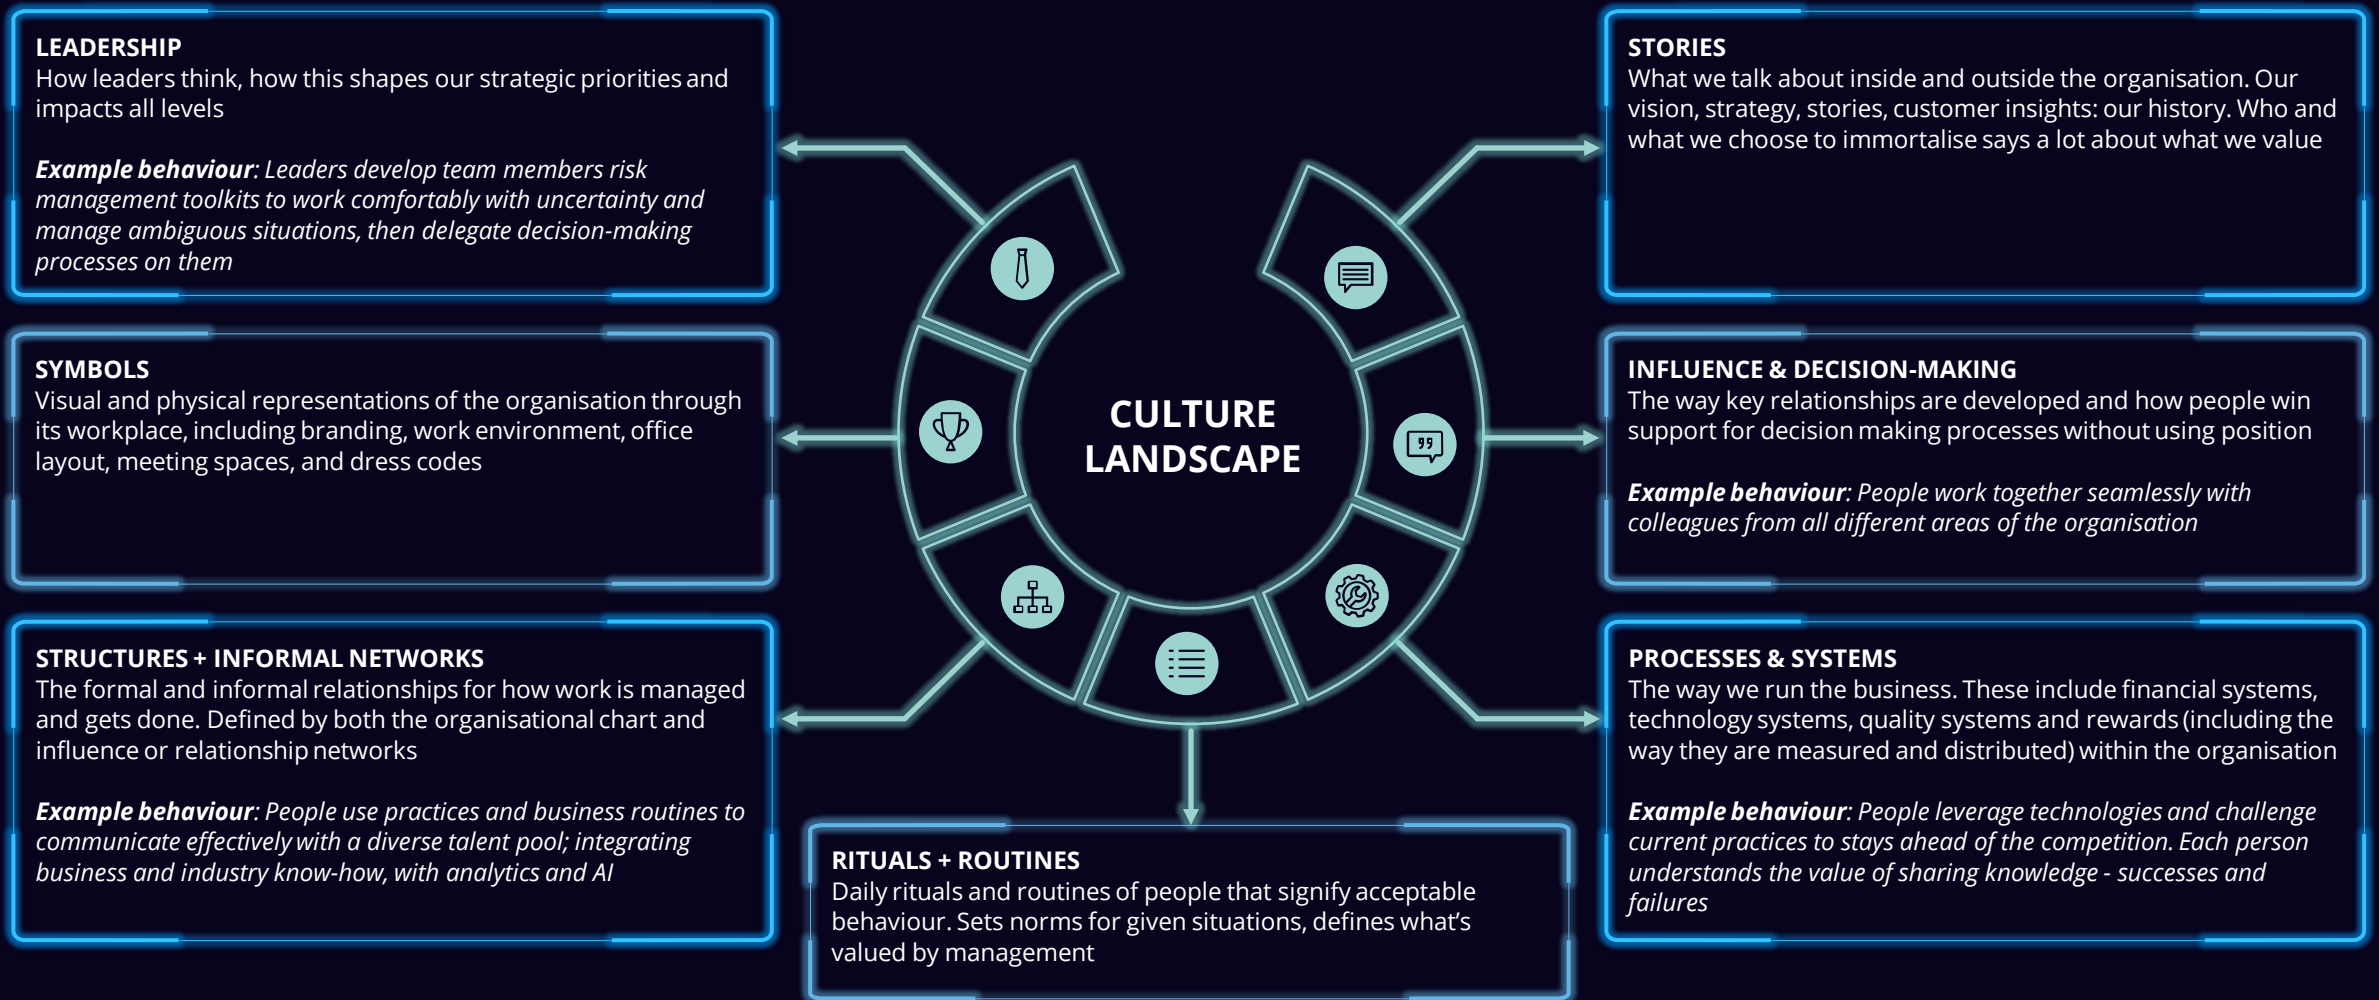 LEADERSHIP
How leaders think, how this shapes our strategic priorities and
impacts all levels
Example behaviour: Leaders develop team members risk
management toolkits to work comfortably with uncertainty and
manage ambiguous situations, then delegate decision-making
processes on them
SYMBOLS
Visual and physical representations of the organisation through
its workplace, including branding, work environment, office
layout, meeting spaces, and dress codes
STRUCTURES + INFORMAL NETWORKS
The formal and informal relationships for how work is managed
and gets done. Defined by both the organisational chart and
influence or relationship networks
Example behaviour: People use practices and business routines to
communicate effectively with a diverse talent pool; integrating
business and industry know-how, with analytics and AI
CULTURE
LANDSCAPE
RITUALS + ROUTINES
Daily rituals and routines of people that signify acceptable
behaviour. Sets norms for given situations, defines what’s
valued by management
STORIES
What we talk about inside and outside the organisation. Our
vision, strategy, stories, customer insights: our history. Who and
what we choose to immortalise says a lot about what we value
INFLUENCE & DECISION-MAKING
The way key relationships are developed and how people win
support for decision making processes without using position
Example behaviour: People work together seamlessly with
colleagues from all different areas of the organisation
PROCESSES & SYSTEMS
The way we run the business. These include financial systems,
technology systems, quality systems and rewards (including the
way they are measured and distributed) within the organisation
Example behaviour: People leverage technologies and challenge
current practices to stays ahead of the competition. Each person
understands the value of sharing knowledge - successes and
failures